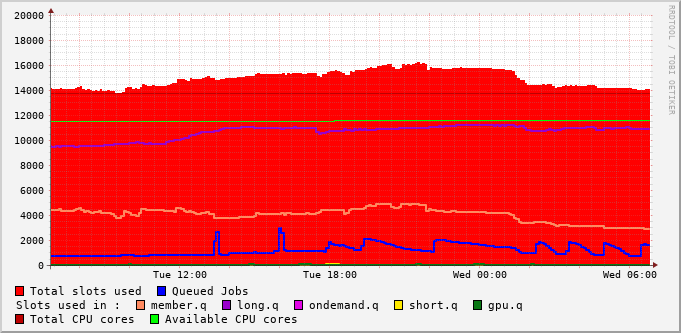 RRDTOOL / TOBI OETIKER
20000
18000
16000
14000
12000
10000
8000
6000
4000
2000
0
Tue 12:00 Tue 18:00 Wed 00:00 Wed 06:00
Total slots used Queued Jobs
Slots used in : member.q long.q ondemand.q short.q gpu.q
Total CPU cores Available CPU cores